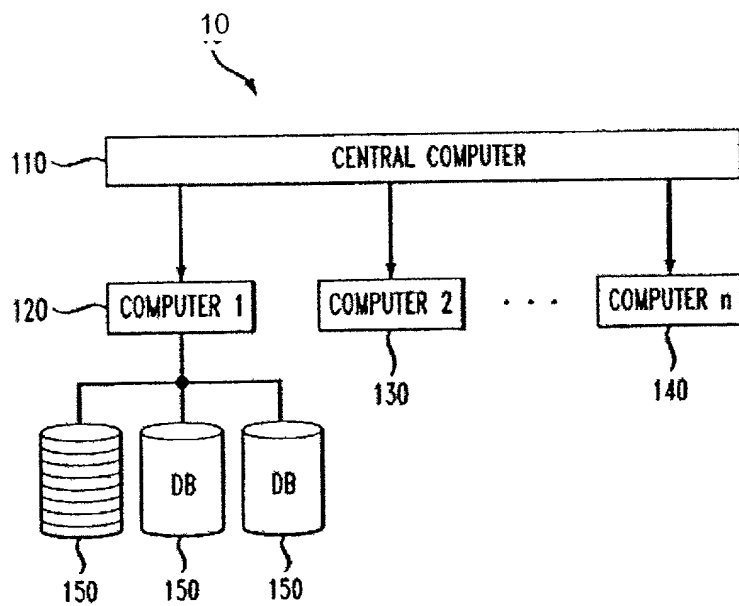 10
110
CENTRAL COMPUTER
120
COMPUTER 1
COMPUTER 2
. . .
COMPUTER n
130
140
DB
DB
150
150
150